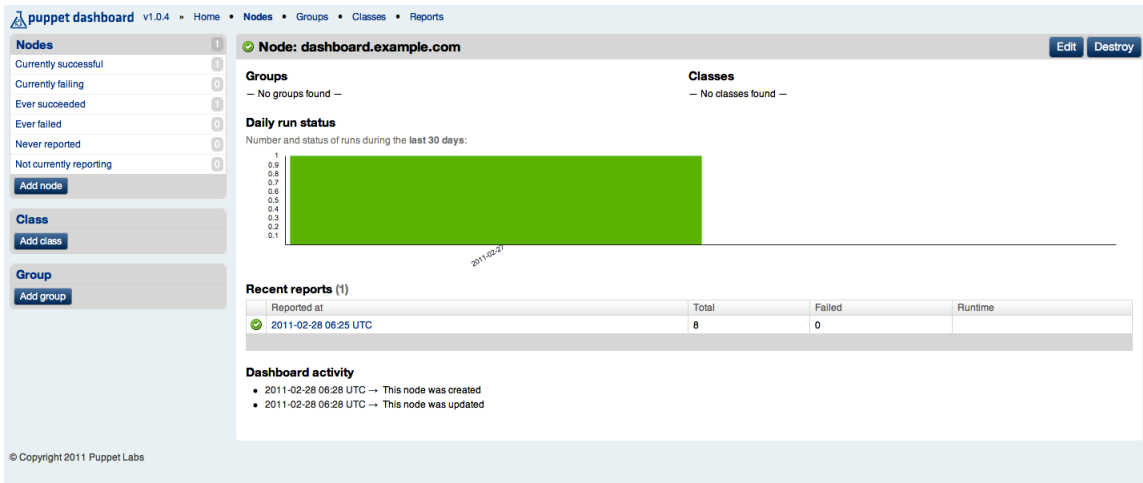 puppet dashboard v1.0.4 » Home • Nodes • Groups • Classes • Reports
Nodes 1
Currently successful 1
Currently failing 0
Ever succeeded 1
Ever failed 0
Never reported 0
Not currently reporting 0
Add node
Class
Add class
Group
Add group
Node: dashboard.example.com
Edit Destroy
Groups
— No groups found —
Classes
— No classes found —
Daily run status
Number and status of runs during the last 30 days:
1
0.9
0.8
0.7
0.6
0.5
0.4
0.3
0.2
0.1
2011-02-27
Recent reports (1)
Reported at Total Failed Runtime
2011-02-28 06:25 UTC 8 0
Dashboard activity
• 2011-02-28 06:28 UTC → This node was created
• 2011-02-28 06:28 UTC → This node was updated
© Copyright 2011 Puppet Labs